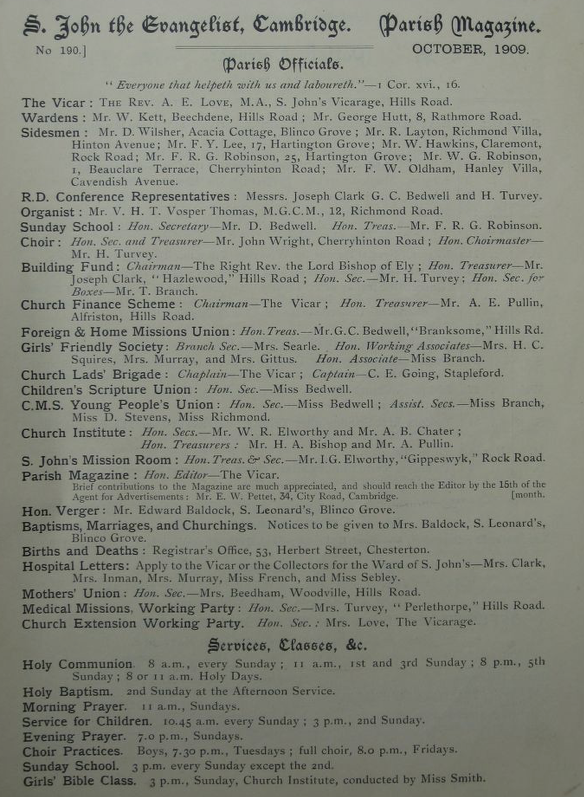 S. John the Evangelist, Cambridge. Parish Magazine.
No 190.] OCTOBER, 1909.
Parish Officials.
"Everyone that helpeth with us and laboureth."—1 Cor. xvi., 16.
The Vicar: THE REV. A. E. LOVE, M.A., S. John's Vicarage, Hills Road.
Wardens: Mr. W. Kett, Beechdene, Hills Road; Mr. George Hutt, 8, Rathmore Road.
Sidesmen: Mr. D. Wilsher, Acacia Cottage, Blinco Grove; Mr. R. Layton, Richmond Villa,
Hinton Avenue; Mr. F. Y. Lee, 17, Hartington Grove; Mr. W. Hawkins, Claremont,
Rock Road; Mr. F. R. G. Robinson, 25, Hartington Grove; Mr. W. G. Robinson,
1, Beauclare Terrace, Cherryhinton Road; Mr. F. W. Oldham, Hanley Villa,
Cavendish Avenue.
R.D. Conference Representatives: Messrs. Joseph Clark G. C. Bedwell and H. Turvey.
Organist: Mr. V. H. T. Vosper Thomas, M.G.C.M., 12, Richmond Road.
Sunday School: Hon. Secretary—Mr. D. Bedwell. Hon. Treas.—Mr. F. R. G. Robinson.
Choir: Hon. Sec. and Treasurer—Mr. John Wright, Cherryhinton Road; Hon. Choirmaster—
Mr. H. Turvey.
Building Fund: Chairman—The Right Rev. the Lord Bishop of Ely; Hon. Treasurer—Mr.
Joseph Clark, "Hazlewood," Hills Road; Hon. Sec.—Mr. H. Turvey; Hon. Sec. for
Boxes—Mr. T. Branch.
Church Finance Scheme: Chairman—The Vicar; Hon. Treasurer—Mr. A. E. Pullin,
Alfriston, Hills Road.
Foreign & Home Missions Union: Hon. Treas.—Mr. G.C. Bedwell, "Branksome," Hills Rd.
Girls' Friendly Society: Branch Sec.—Mrs. Searle. Hon. Working Associates—Mrs. H. C.
Squires, Mrs. Murray, and Mrs. Gittus. Hon. Associate—Miss Branch.
Church Lads' Brigade: Chaplain—The Vicar; Captain—C. E. Going, Stapleford.
Children's Scripture Union: Hon. Sec.—Miss Bedwell.
C.M.S. Young People's Union: Hon. Sec.—Miss Bedwell; Assist. Secs.—Miss Branch,
Miss D. Stevens, Miss Richmond.
Church Institute: Hon. Secs.—Mr. W. R. Elworthy and Mr. A. B. Chater;
Hon. Treasurers: Mr. H. A. Bishop and Mr. A. Pullin.
S. John's Mission Room: Hon. Treas. & Sec.—Mr. I.G. Elworthy, "Gippeswyk," Rock Road.
Parish Magazine: Hon. Editor—The Vicar.
Brief contributions to the Magazine are much appreciated, and should reach the Editor by the 15th of the
Agent for Advertisements: Mr. E. W. Pettet, 34, City Road, Cambridge. [month.
Hon. Verger: Mr. Edward Baldock, S. Leonard's, Blinco Grove.
Baptisms, Marriages, and Churchings. Notices to be given to Mrs. Baldock, S. Leonard's,
Blinco Grove.
Births and Deaths: Registrar's Office, 53, Herbert Street, Chesterton.
Hospital Letters: Apply to the Vicar or the Collectors for the Ward of S. John's—Mrs. Clark,
Mrs. Inman, Mrs. Murray, Miss French, and Miss Sebley.
Mothers' Union: Hon. Sec.—Mrs. Beedham, Woodville, Hills Road.
Medical Missions, Working Party: Hon. Sec.—Mrs. Turvey, "Perlethorpe," Hills Road.
Church Extension Working Party. Hon. Sec.: Mrs. Love, The Vicarage.
Services, Classes, &c.
Holy Communion. 8 a.m., every Sunday; 11 a.m., 1st and 3rd Sunday; 8 p.m., 5th
Sunday; 8 or 11 a.m. Holy Days.
Holy Baptism. 2nd Sunday at the Afternoon Service.
Morning Prayer. 11 a.m., Sundays.
Service for Children. 10.45 a.m. every Sunday; 3 p.m., 2nd Sunday.
Evening Prayer. 7.0 p.m., Sundays.
Choir Practices. Boys, 7.30 p.m., Tuesdays; full choir, 8.0 p.m., Fridays.
Sunday School. 3 p.m. every Sunday except the 2nd.
Girls' Bible Class. 3 p.m., Sunday, Church Institute, conducted by Miss Smith.